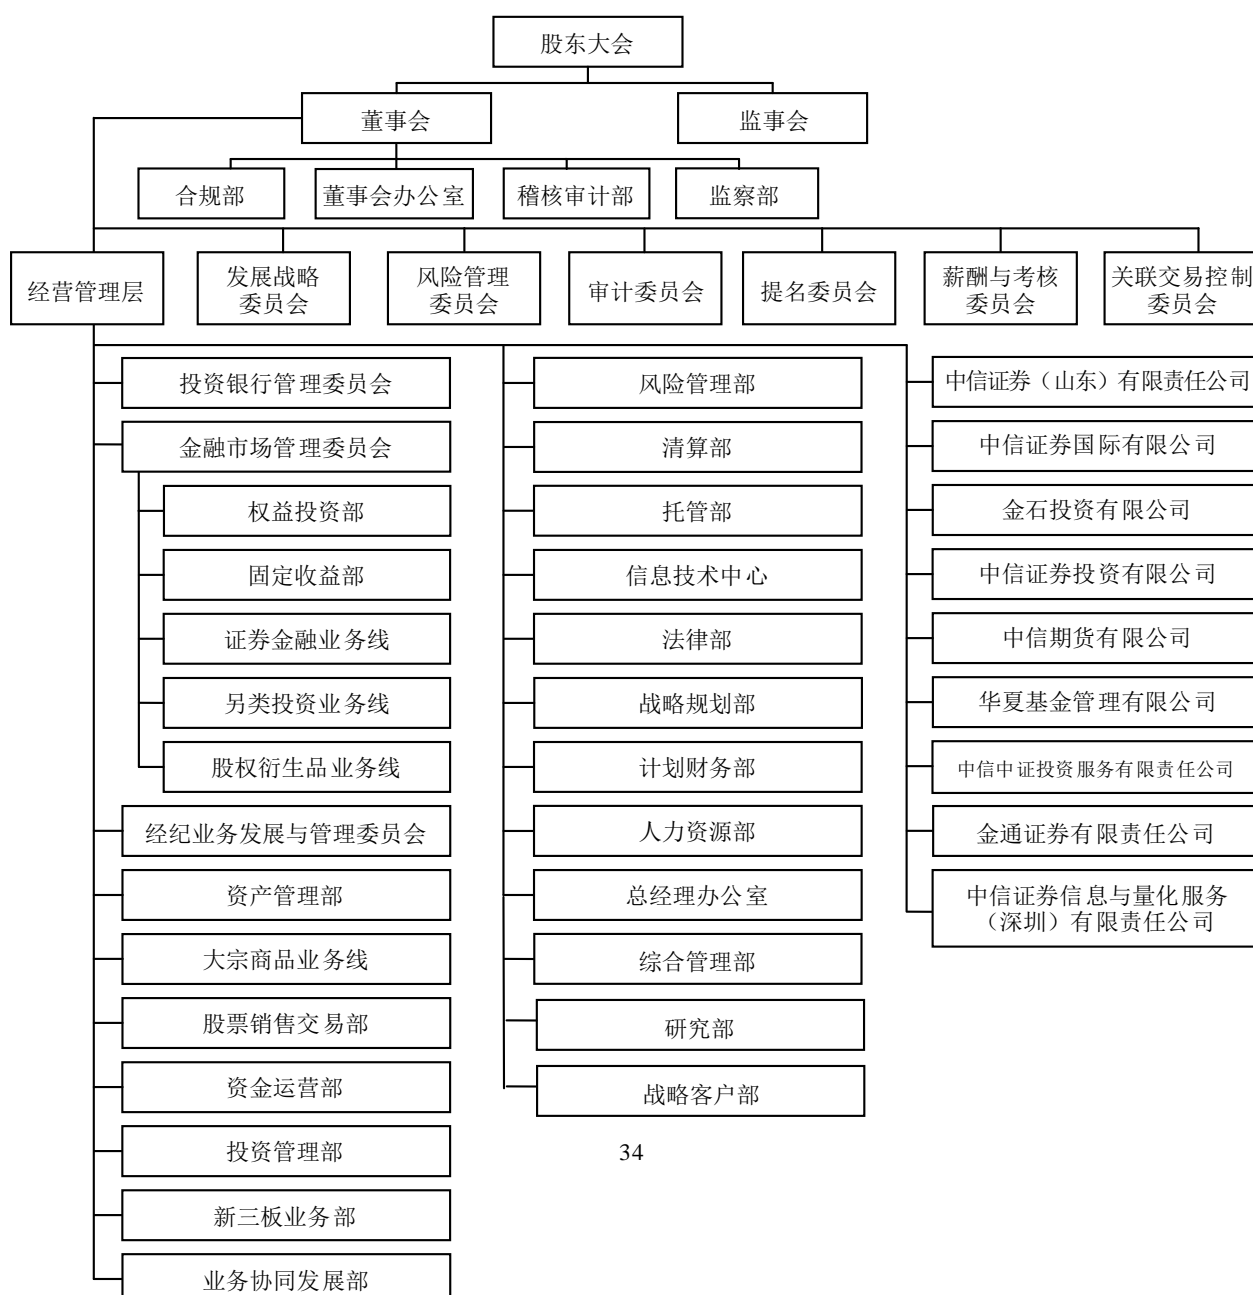 股东大会
董事会
监事会
合规部
董事会办公室
稽核审计部
监察部
经营管理层
发展战略
委员会
风险管理
委员会
审计委员会
提名委员会
薪酬与考核
委员会
关联交易控制
委员会
投资银行管理委员会
金融市场管理委员会
权益投资部
固定收益部
证券金融业务线
另类投资业务线
股权衍生品业务线
经纪业务发展与管理委员会
资产管理部
大宗商品业务线
股票销售交易部
资金运营部
投资管理部
新三板业务部
业务协同发展部
风险管理部
清算部
托管部
信息技术中心
法律部
战略规划部
计划财务部
人力资源部
总经理办公室
综合管理部
研究部
战略客户部
中信证券（山东）有限责任公司
中信证券国际有限公司
金石投资有限公司
中信证券投资有限公司
中信期货有限公司
华夏基金管理有限公司
中信中证投资服务有限责任公司
金通证券有限责任公司
中信证券信息与量化服务
（深圳）有限责任公司
34